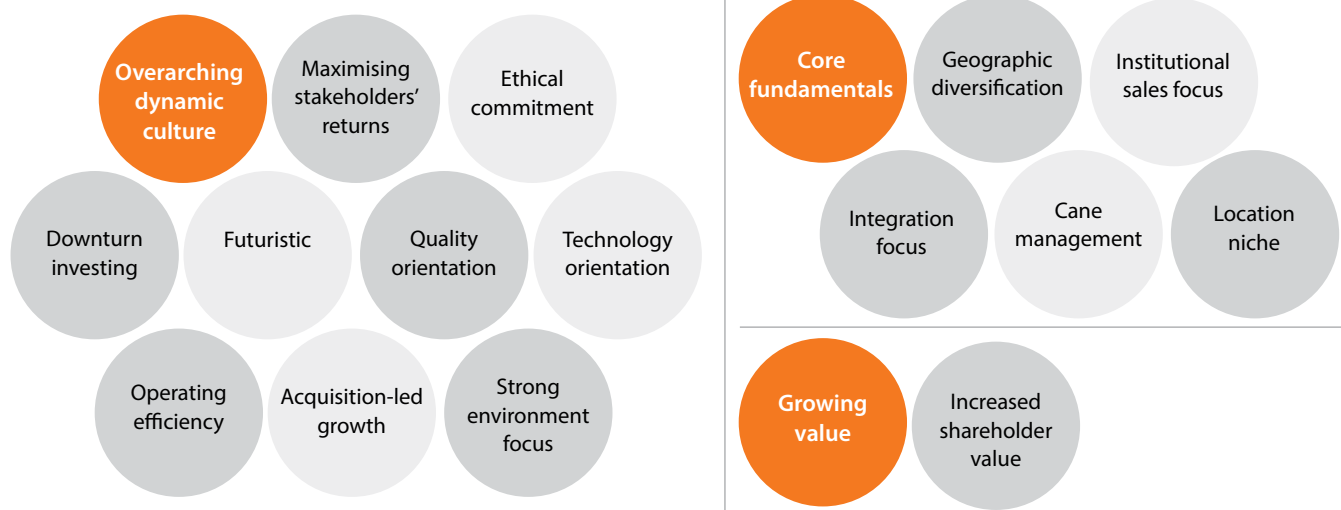 Overarching
dynamic
culture
Maximising
stakeholders’
returns
Ethical
commitment
Downturn
investing
Futuristic
Quality
orientation
Technology
orientation
Operating
efficiency
Acquisition-led
growth
Strong
environment
focus
Core
fundamentals
Geographic
diversification
Institutional
sales focus
Integration
focus
Cane
management
Location
niche
Growing
value
Increased
shareholder
value